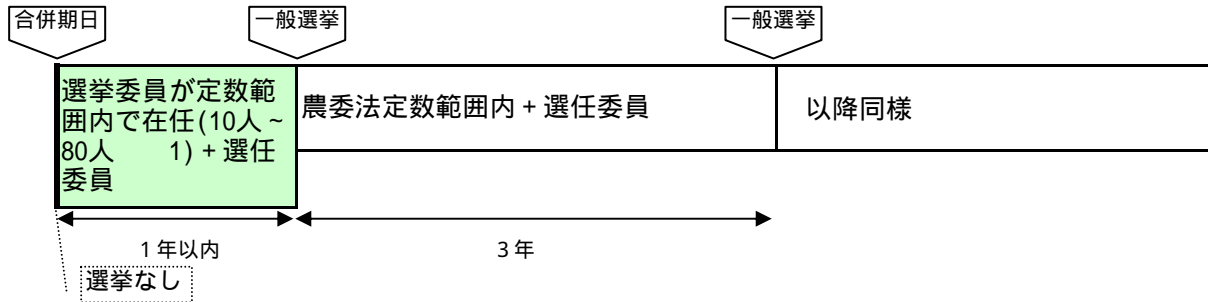 合併期日
一般選挙
一般選挙
選挙委員が定数範
囲内で在任(10人~
80人 1)+選任
委員
農委法定数範囲内+選任委員
以降同様
1年以内
3年
選挙なし